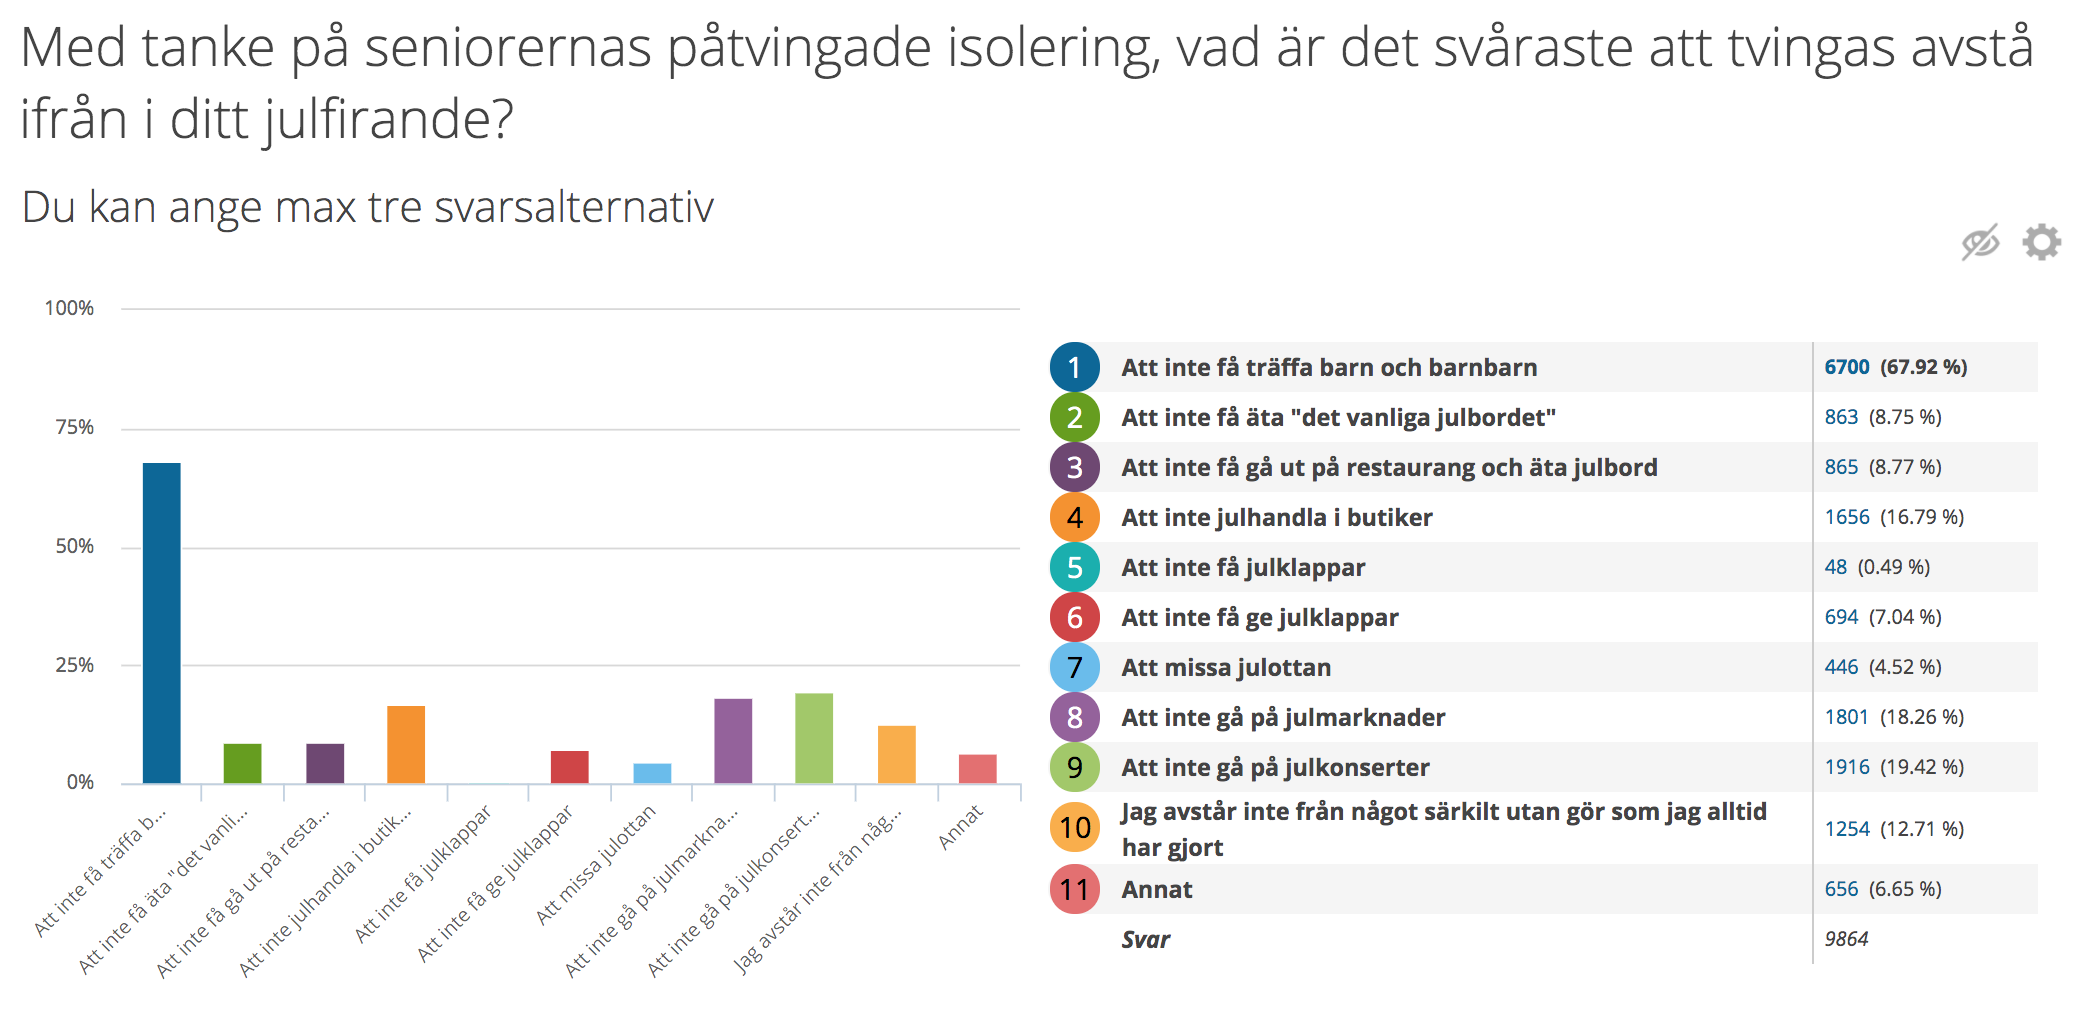 Med tanke på seniorernas påtvingade isolering, vad är det svåraste att tvingas avstå
ifrån i ditt julfirande?
Du kan ange max tre svarsalternativ
100%
75%
50%
25%
0%
Att inte få träffa b...
Att inte få äta "det vanli...
Att inte få gå ut på resta...
Att inte julhandla i butik...
Att inte få julklappar
Att inte få ge julklappar
Att missa julottan
Att inte gå på julmarkna...
Att inte gå på julkonsert...
Jag avstår inte från någ...
Annat
1 Att inte få träffa barn och barnbarn 6700 (67.92 %)
2 Att inte få äta "det vanliga julbordet" 863 (8.75 %)
3 Att inte få gå ut på restaurang och äta julbord 865 (8.77 %)
4 Att inte julhandla i butiker 1656 (16.79 %)
5 Att inte få julklappar 48 (0.49 %)
6 Att inte få ge julklappar 694 (7.04 %)
7 Att missa julottan 446 (4.52 %)
8 Att inte gå på julmarknader 1801 (18.26 %)
9 Att inte gå på julkonserter 1916 (19.42 %)
10 Jag avstår inte från något särkilt utan gör som jag alltid
har gjort 1254 (12.71 %)
11 Annat 656 (6.65 %)
Svar 9864